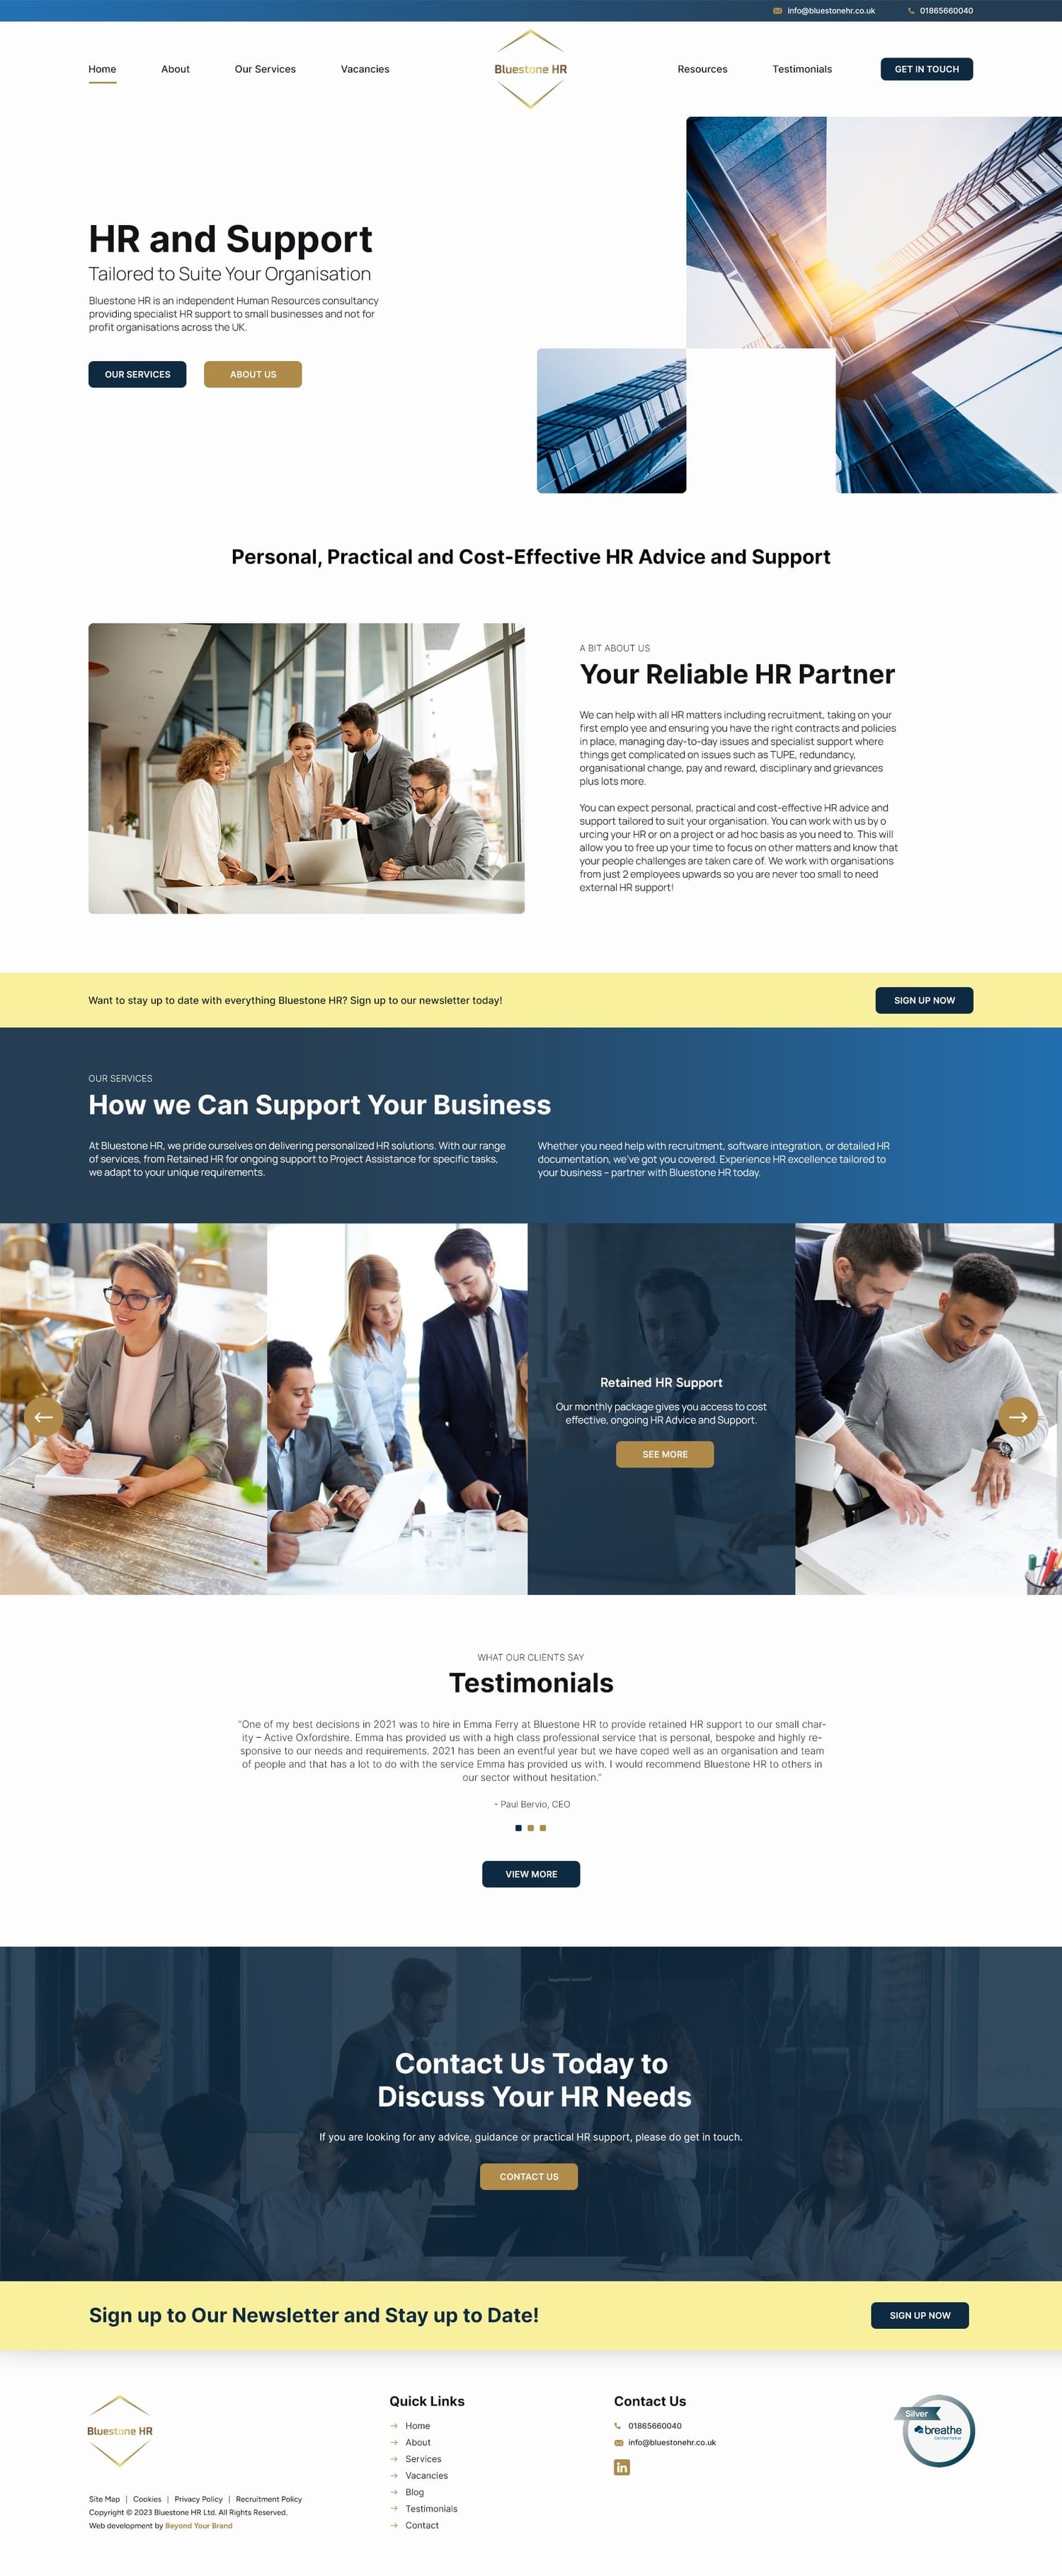 info@bluestonehr.co.uk 01865660040
Home About Our Services Vacancies Bluestone HR Resources Testimonials GET IN TOUCH
HR and Support
Tailored to Suite Your Organisation
Bluestone HR is an independent Human Resources consultancy
providing specialist HR support to small businesses and not for
profit organisations across the UK.
OUR SERVICES ABOUT US
Personal, Practical and Cost-Effective HR Advice and Support
A BIT ABOUT US
Your Reliable HR Partner
We can help with all HR matters including recruitment, taking on your
first emplo yee and ensuring you have the right contracts and policies
in place, managing day-to-day issues and specialist support where
things get complicated on issues such as TUPE, redundancy,
organisational change, pay and reward, disciplinary and grievances
plus lots more.
You can expect personal, practical and cost-effective HR advice and
support tailored to suit your organisation. You can work with us by o
urcing your HR or on a project or ad hoc basis as you need to. This will
allow you to free up your time to focus on other matters and know that
your people challenges are taken care of. We work with organisations
from just 2 employees upwards so you are never too small to need
external HR support!
Want to stay up to date with everything Bluestone HR? Sign up to our newsletter today! SIGN UP NOW
OUR SERVICES
How we Can Support Your Business
At Bluestone HR, we pride ourselves on delivering personalized HR solutions. With our range
of services, from Retained HR for ongoing support to Project Assistance for specific tasks,
we adapt to your unique requirements.
Whether you need help with recruitment, software integration, or detailed HR
documentation, we've got you covered. Experience HR excellence tailored to
your business – partner with Bluestone HR today.
Retained HR Support
Our monthly package gives you access to cost
effective, ongoing HR Advice and Support.
SEE MORE
WHAT OUR CLIENTS SAY
Testimonials
"One of my best decisions in 2021 was to hire in Emma Ferry at Bluestone HR to provide retained HR support to our small char-
ity – Active Oxfordshire. Emma has provided us with a high class professional service that is personal, bespoke and highly re-
sponsive to our needs and requirements. 2021 has been an eventful year but we have coped well as an organisation and team
of people and that has a lot to do with the service Emma has provided us with. I would recommend Bluestone HR to others in
our sector without hesitation."
- Paul Bervio, CEO
VIEW MORE
Contact Us Today to
Discuss Your HR Needs
If you are looking for any advice, guidance or practical HR support, please do get in touch.
CONTACT US
Sign up to Our Newsletter and Stay up to Date! SIGN UP NOW
Bluestone HR
Site Map | Cookies | Privacy Policy | Recruitment Policy
Copyright © 2023 Bluestone HR Ltd. All Rights Reserved.
Web development by Beyond Your Brand
Quick Links
Home
About
Services
Vacancies
Blog
Testimonials
Contact
Contact Us
01865660040
info@bluestonehr.co.uk
in
Silver
breathe
Certified Partner